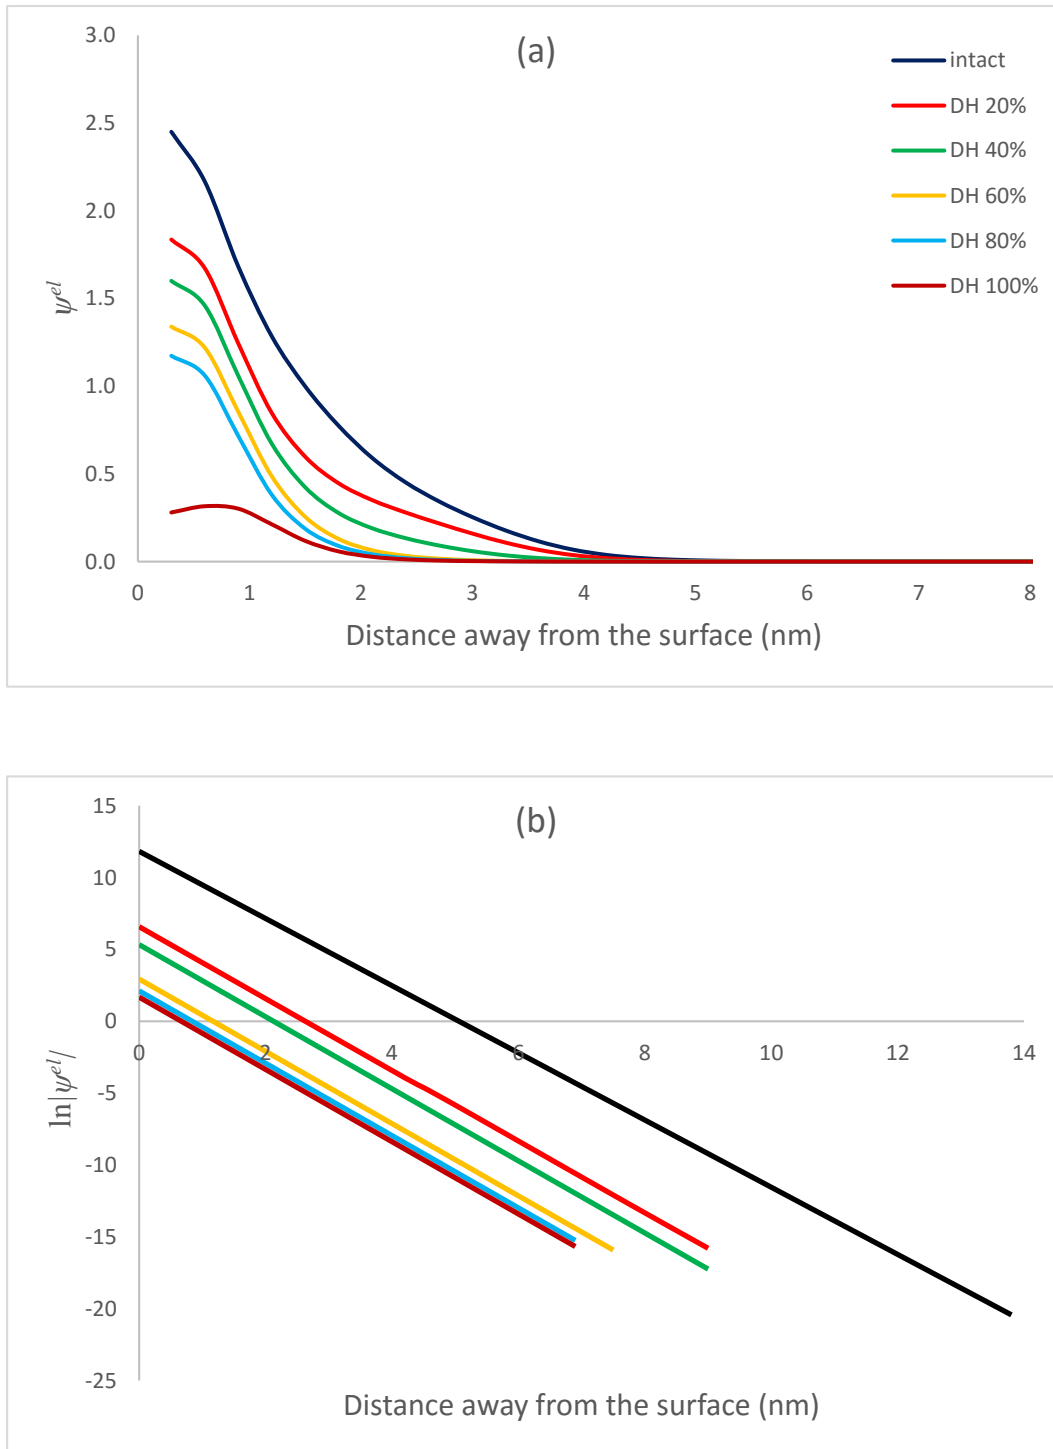 (a)
3.0
2.5
2.0
1.5
1.0
0.5
0.0
ψ^el
intact
DH 20%
DH 40%
DH 60%
DH 80%
DH 100%
0 1 2 3 4 5 6 7 8
Distance away from the surface (nm)
(b)
15
10
5
0
-5
-10
-15
-20
-25
ln|ψ^el|
0 2 4 6 8 10 12 14
Distance away from the surface (nm)